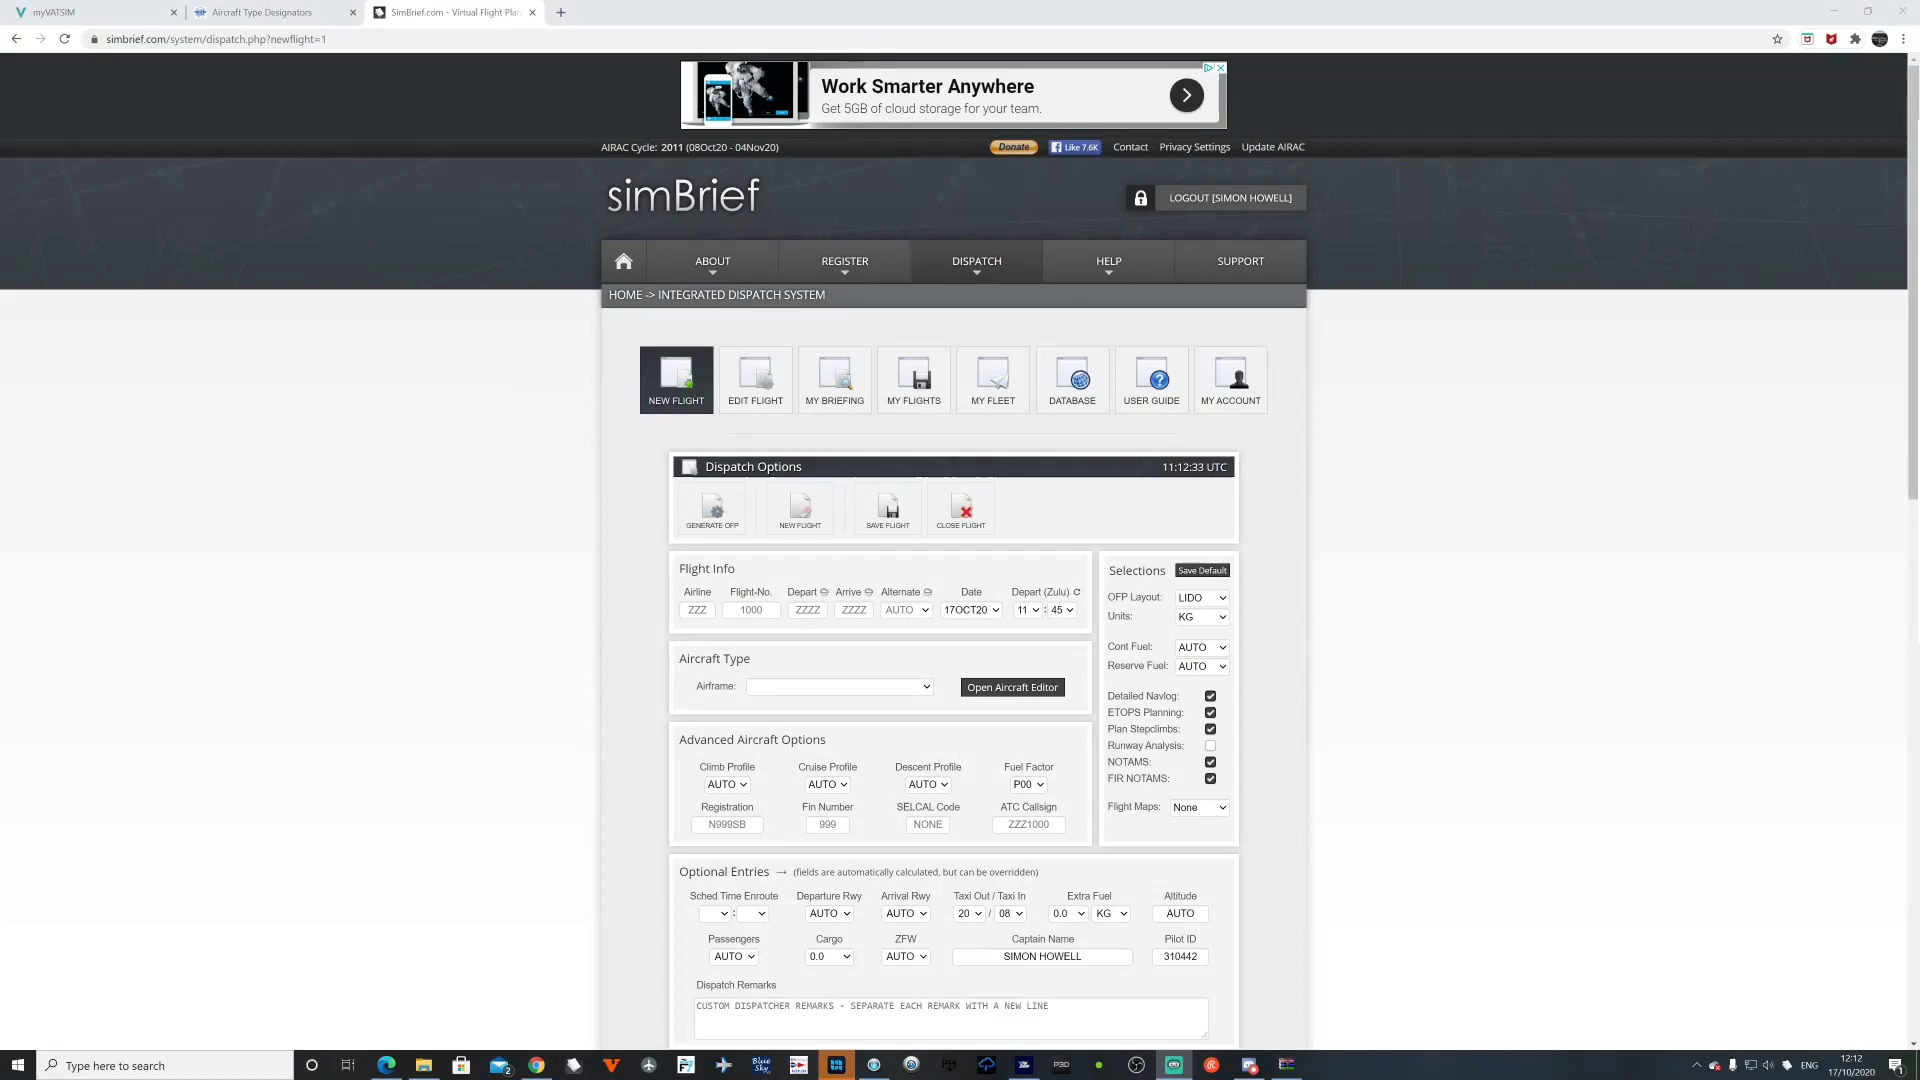 myVATSIM
Aircraft Type Designators
SimBrief.com - Virtual Flight Plan
simbrief.com/system/dispatch.php?newflight=1
Work Smarter Anywhere
Get 5GB of cloud storage for your team.
AIRAC Cycle: 2011 (08Oct20 - 04Nov20)
Donate
Like 7.6K
Contact
Privacy Settings
Update AIRAC
simBrief
LOGOUT [SIMON HOWELL]
ABOUT
REGISTER
DISPATCH
HELP
SUPPORT
HOME -> INTEGRATED DISPATCH SYSTEM
NEW FLIGHT
EDIT FLIGHT
MY BRIEFING
MY FLIGHTS
MY FLEET
DATABASE
USER GUIDE
MY ACCOUNT
Dispatch Options
11:12:33 UTC
GENERATE OFP
NEW FLIGHT
SAVE FLIGHT
CLOSE FLIGHT
Flight Info
Airline Flight-No. Depart Arrive Alternate Date Depart (Zulu)
ZZZ 1000 ZZZZ ZZZZ AUTO 17OCT20 11 : 45
Aircraft Type
Airframe:
Open Aircraft Editor
Advanced Aircraft Options
Climb Profile Cruise Profile Descent Profile Fuel Factor
AUTO AUTO AUTO P00
Registration Fin Number SELCAL Code ATC Callsign
N999SB 999 NONE ZZZ1000
Selections Save Default
OFP Layout: LIDO
Units: KG
Cont Fuel: AUTO
Reserve Fuel: AUTO
Detailed Navlog:
ETOPS Planning:
Plan Stepclimbs:
Runway Analysis:
NOTAMS:
FIR NOTAMS:
Flight Maps: None
Optional Entries → (fields are automatically calculated, but can be overridden)
Sched Time Enroute Departure Rwy Arrival Rwy Taxi Out / Taxi In Extra Fuel Altitude
: AUTO AUTO 20 / 08 0.0 KG AUTO
Passengers Cargo ZFW Captain Name Pilot ID
AUTO 0.0 AUTO SIMON HOWELL 310442
Dispatch Remarks
CUSTOM DISPATCHER REMARKS - SEPARATE EACH REMARK WITH A NEW LINE
Type here to search
2
Blue Sky
P3D
ENG
12:12
17/10/2020
1